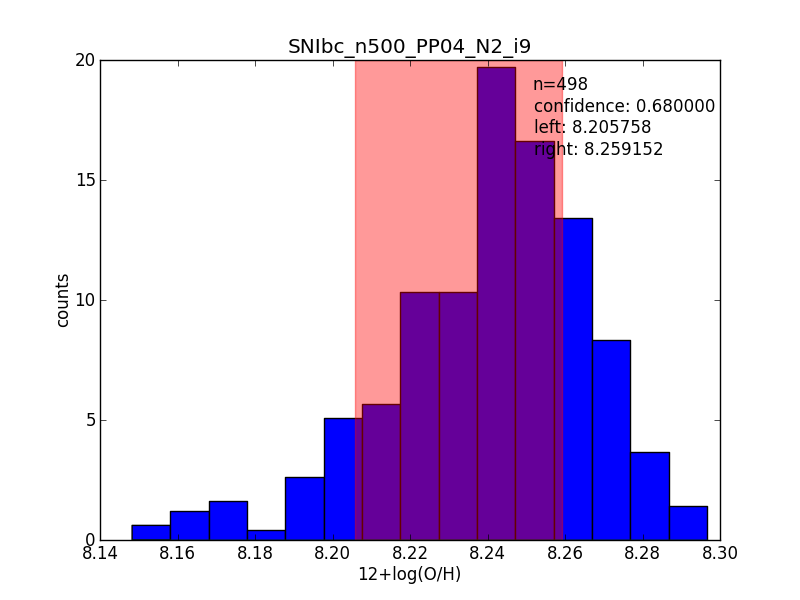 SNIbc_n500_PP04_N2_i9
20
n=498
confidence: 0.680000
left: 8.205758
right: 8.259152
15
counts
10
5
0
8.14 8.16 8.18 8.20 8.22 8.24 8.26 8.28 8.30
12+log(O/H)